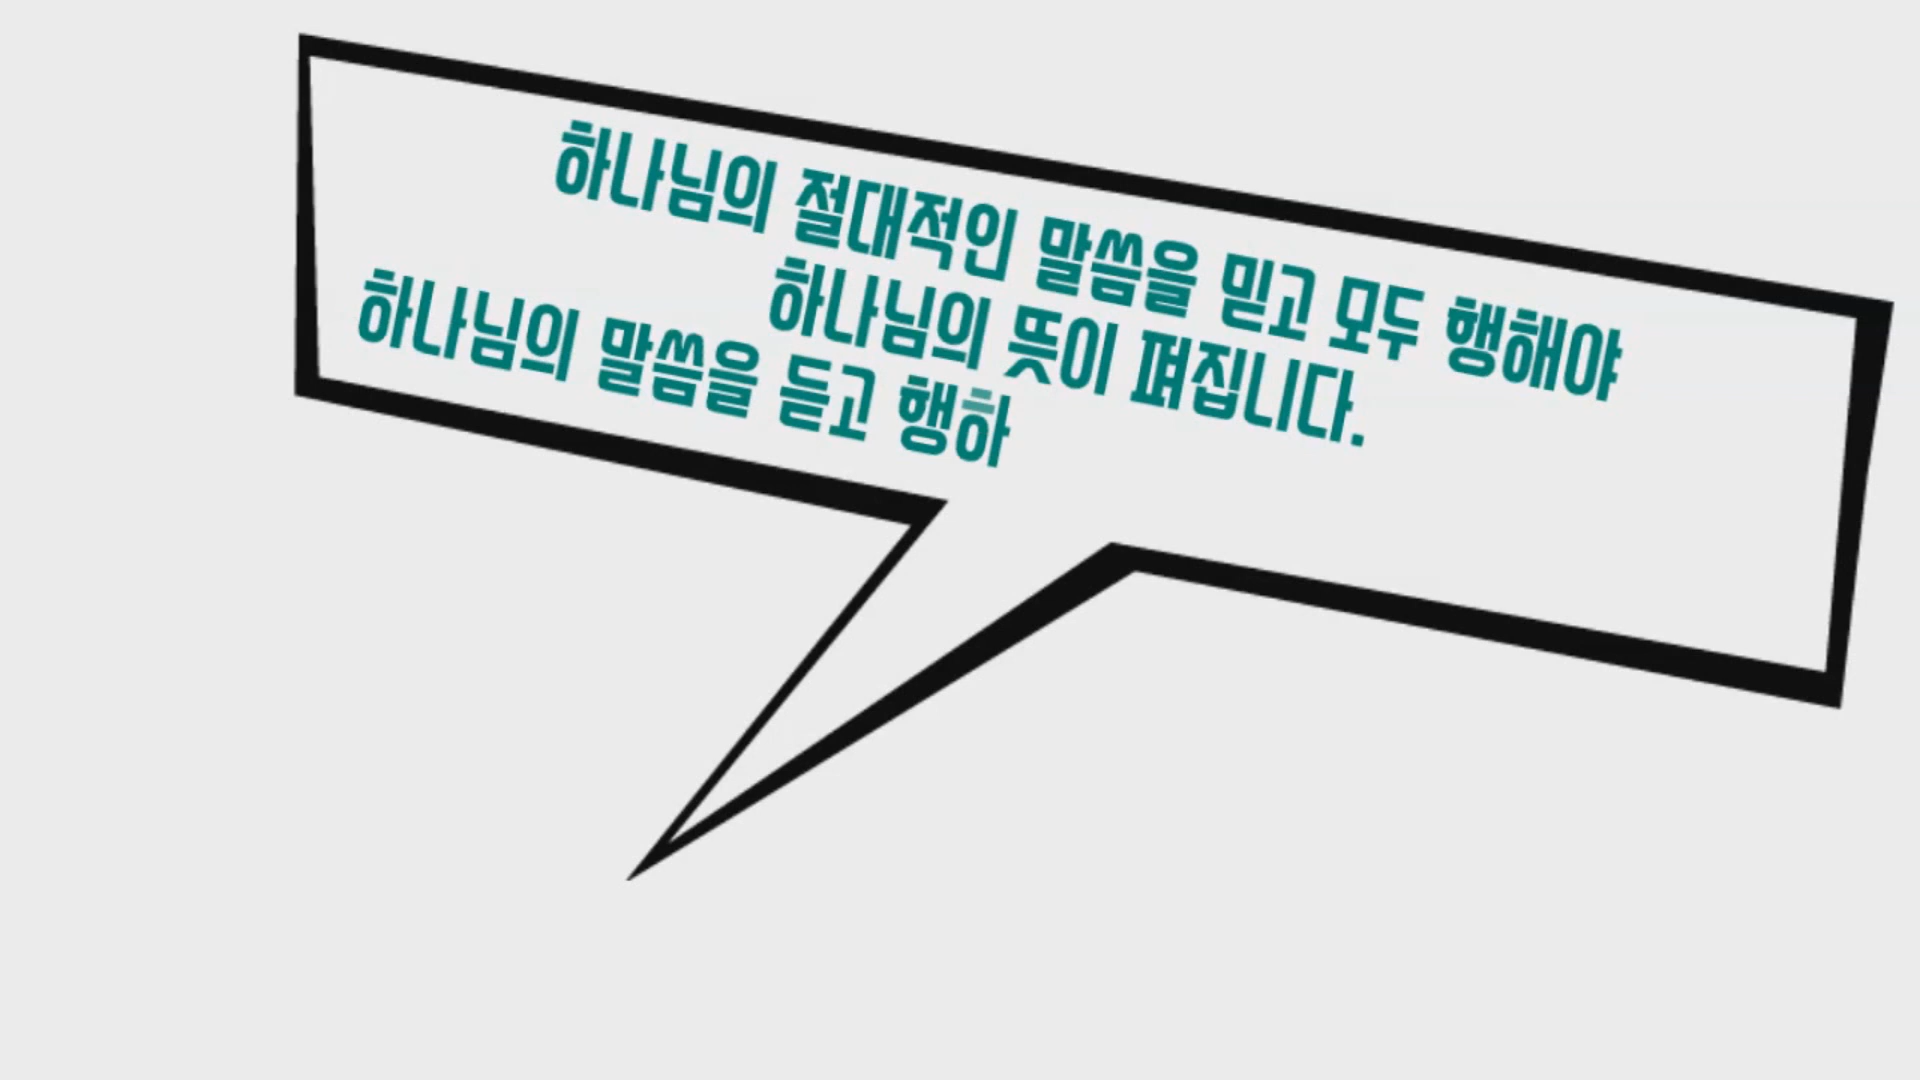 하나님의 절대적인 말씀을 믿고 모두 행해야
하나님의 뜻이 펴집니다.
하나님의 말씀을 듣고 행하